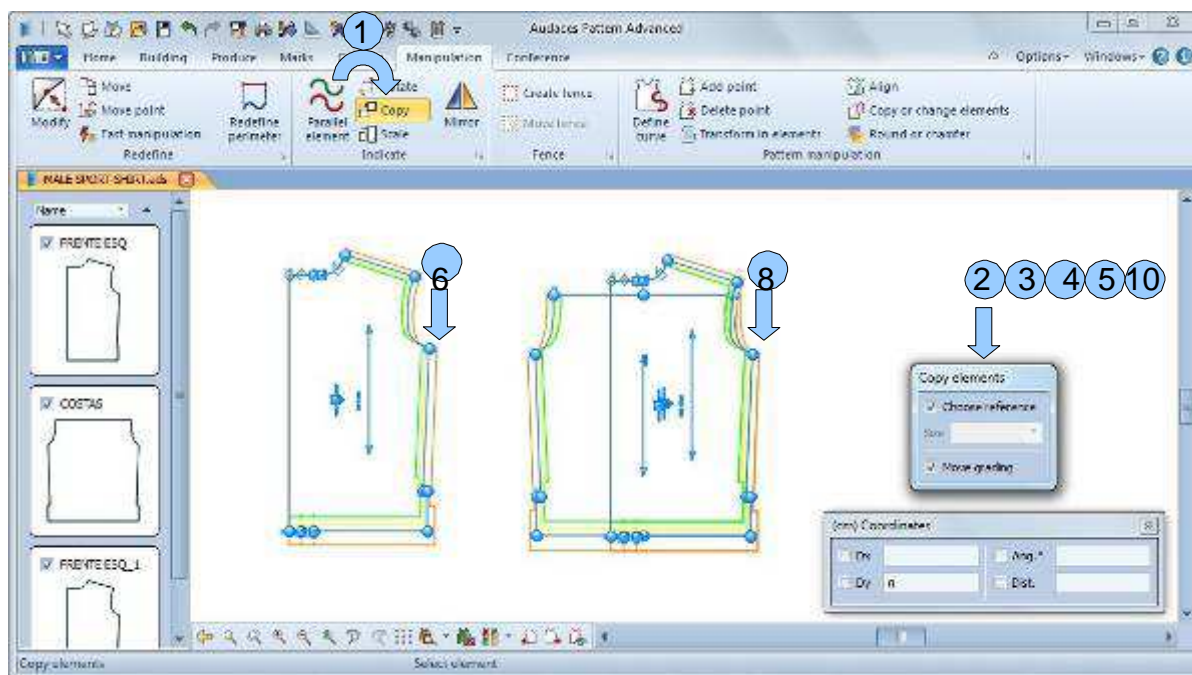 Audaces Pattern Advanced
1
Home Building Produce Marks Manipulation Conference Options Windows
Modify
Move
Move point
Fast manipulation
Redefine
Redefine perimeter
Parallel element
Copy
Scale
Indicate
Mirror
Create fence
Move fence
Fence
Define curve
Add point
Delete point
Transform in elements
Align
Copy or change elements
Round or chamfer
Pattern manipulation
MALE SPORT SHIRT.ads
Name
FRENTE ESQ
COSTAS
FRENTE ESQ_1
6
8
2 3 4 5 10
Copy elements
Choose reference
Size
Move grading
(cm) Coordinates
Dx Ang.°
Dy Dist.
Copy elements
Select element